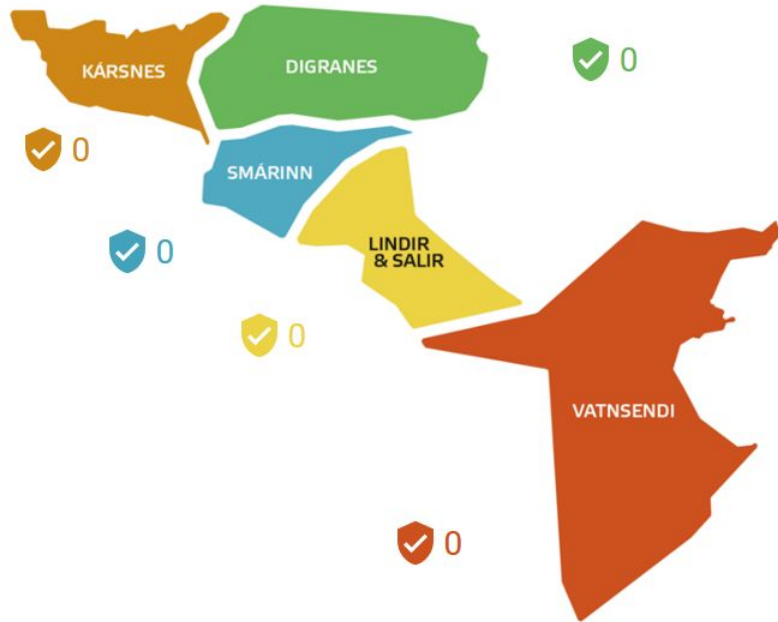 KÁRSNES
DIGRANES
0
0
SMÁRINN
0
LINDIR
& SALIR
0
VATNSENDI
0